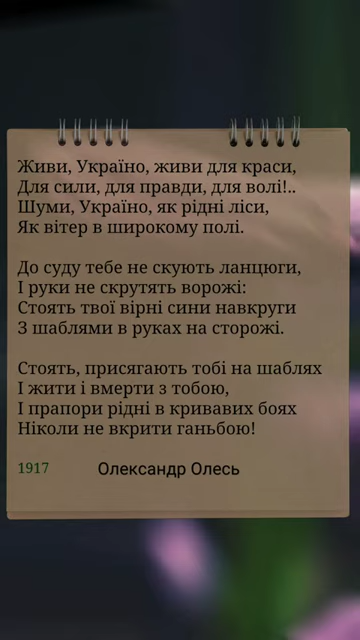 Живи, Україно, живи для краси,
Для сили, для правди, для волі!..
Шуми, Україно, як рідні ліси,
Як вітер в широкому полі.
До суду тебе не скують ланцюги,
І руки не скрутять ворожі:
Стоять твої вірні сини навкруги
З шаблями в руках на сторожі.
Стоять, присягають тобі на шаблях
І жити і вмерти з тобою,
І прапори рідні в кривавих боях
Ніколи не вкрити ганьбою!
1917 Олександр Олесь